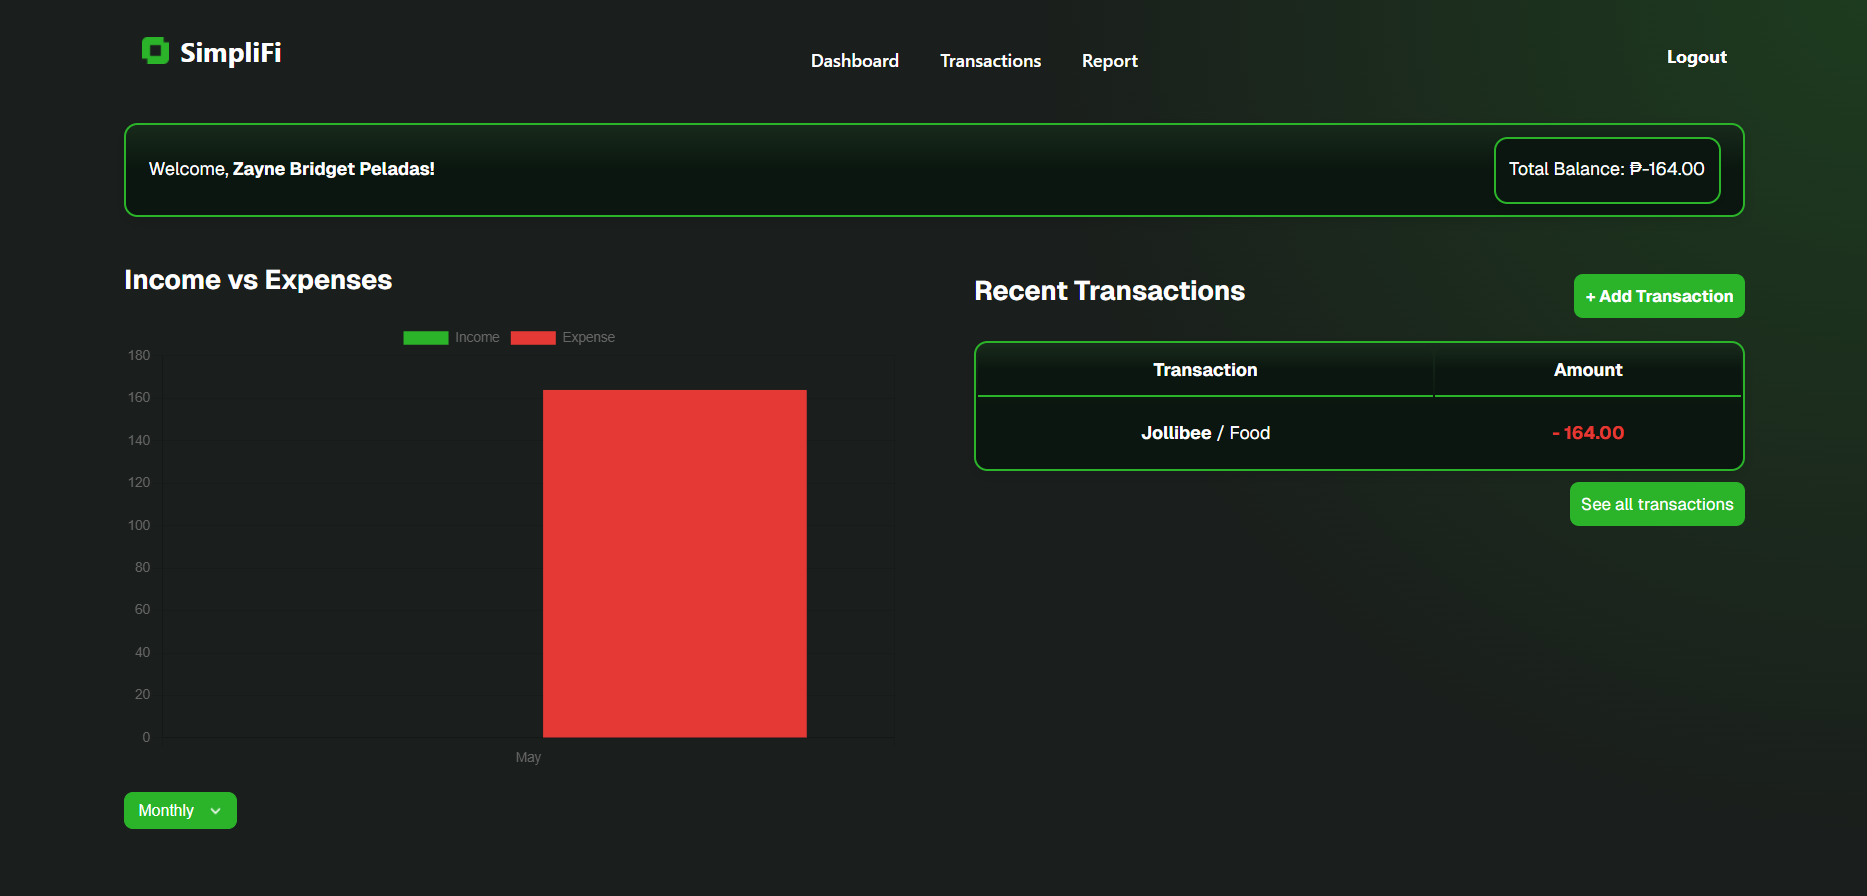 SimpliFi
Dashboard Transactions Report
Logout
Welcome, Zayne Bridget Peladas!
Total Balance: ₱-164.00
Income vs Expenses
Income Expense
180
160
140
120
100
80
60
40
20
0
May
Monthly
Recent Transactions
+ Add Transaction
Transaction Amount
Jollibee / Food - 164.00
See all transactions